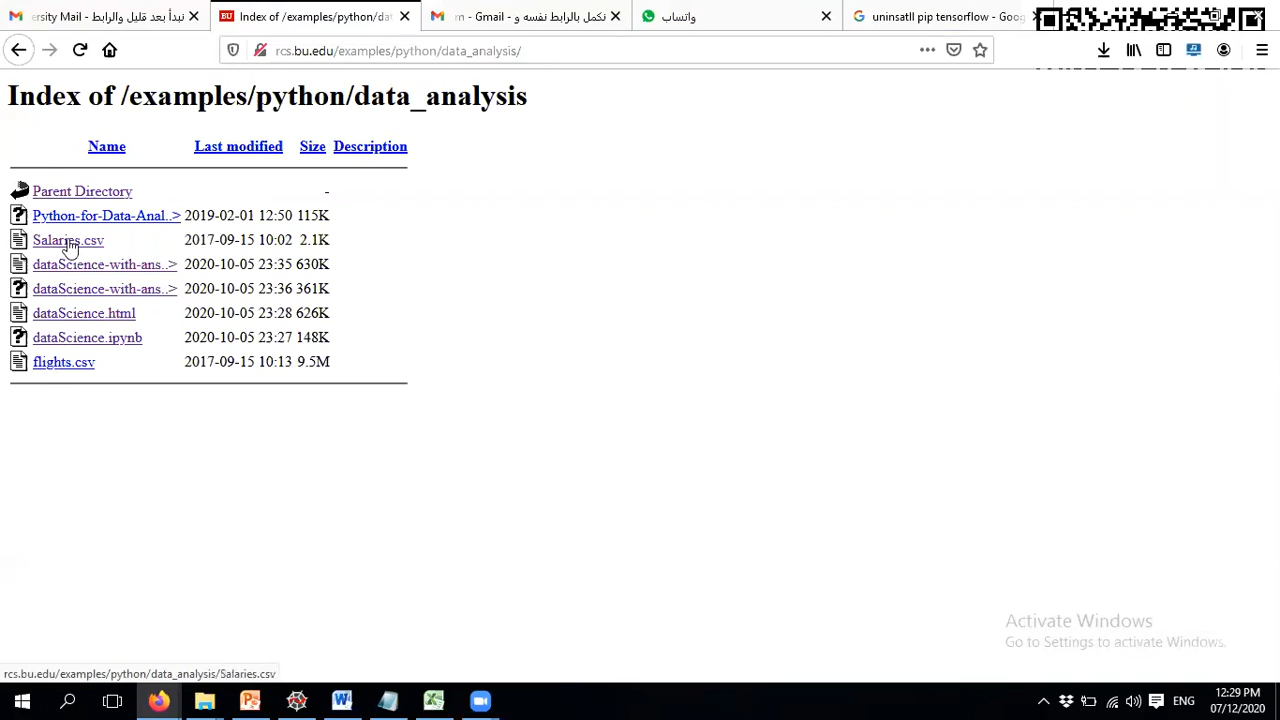 نبدأ بعد قليل والرابط - ersity Mail
Index of /examples/python/da
نكمل بالرابط نفسه و - Gmail
واتساب
uninsatll pip tensorflow - Goo
rcs.bu.edu/examples/python/data_analysis/
Index of /examples/python/data_analysis
Name Last modified Size Description
Parent Directory -
Python-for-Data-Anal..> 2019-02-01 12:50 115K
Salaries.csv 2017-09-15 10:02 2.1K
dataScience-with-ans..> 2020-10-05 23:35 630K
dataScience-with-ans..> 2020-10-05 23:36 361K
dataScience.html 2020-10-05 23:28 626K
dataScience.ipynb 2020-10-05 23:27 148K
flights.csv 2017-09-15 10:13 9.5M
Activate Windows
Go to Settings to activate Windows.
rcs.bu.edu/examples/python/data_analysis/Salaries.csv
ENG
12:29 PM
07/12/2020